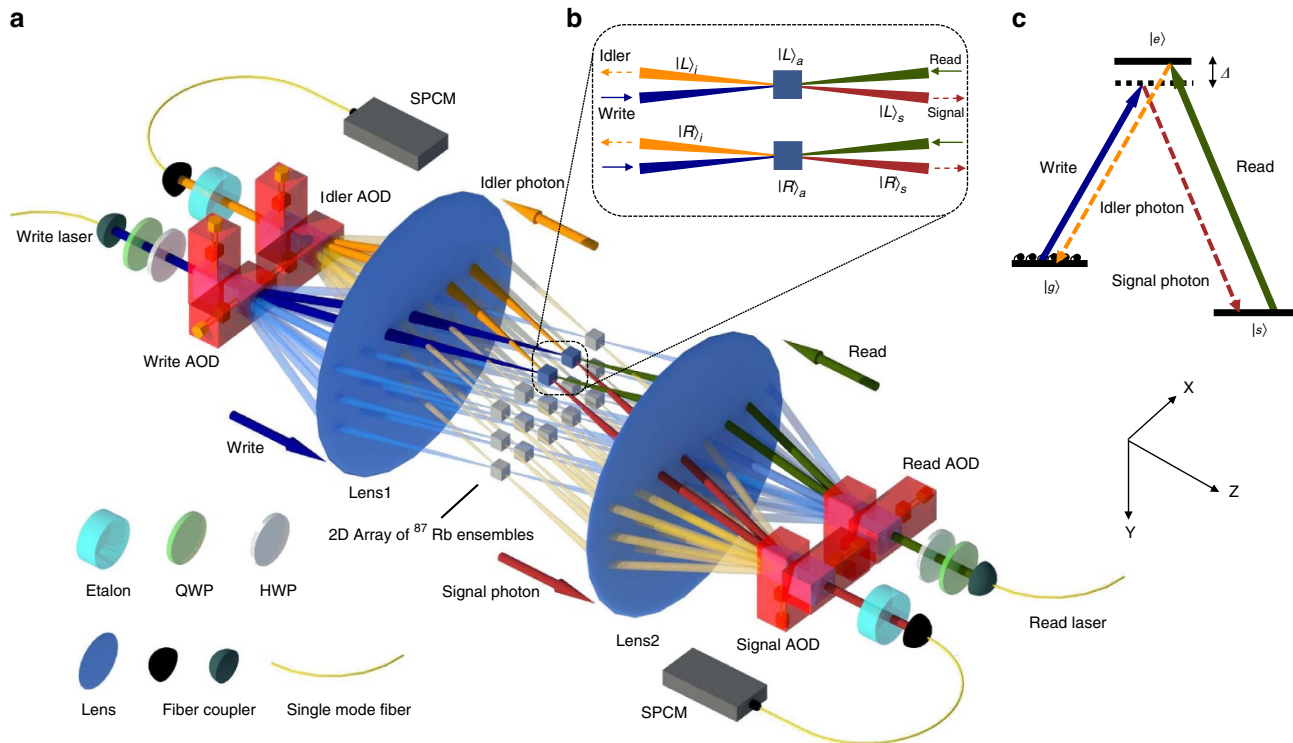 a
SPCM
Idler AOD
Write laser
Write AOD
Idler photon
Write
Lens1
2D Array of ⁸⁷ Rb ensembles
Signal photon
Lens2
Read
Read AOD
Signal AOD
Read laser
SPCM
Etalon
QWP
HWP
Lens
Fiber coupler
Single mode fiber
b
Idler
|L⟩ᵢ
|L⟩ₐ
Read
Write
|L⟩ₛ
Signal
|R⟩ᵢ
|R⟩ₐ
|R⟩ₛ
c
|e⟩
Δ
Write
Read
Idler photon
|g⟩
Signal photon
|s⟩
X
Z
Y